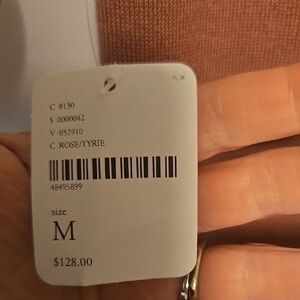 C 8130
S 0000042
V 052910
C ROSE/TYRIE
48495899
size
M
$128.00